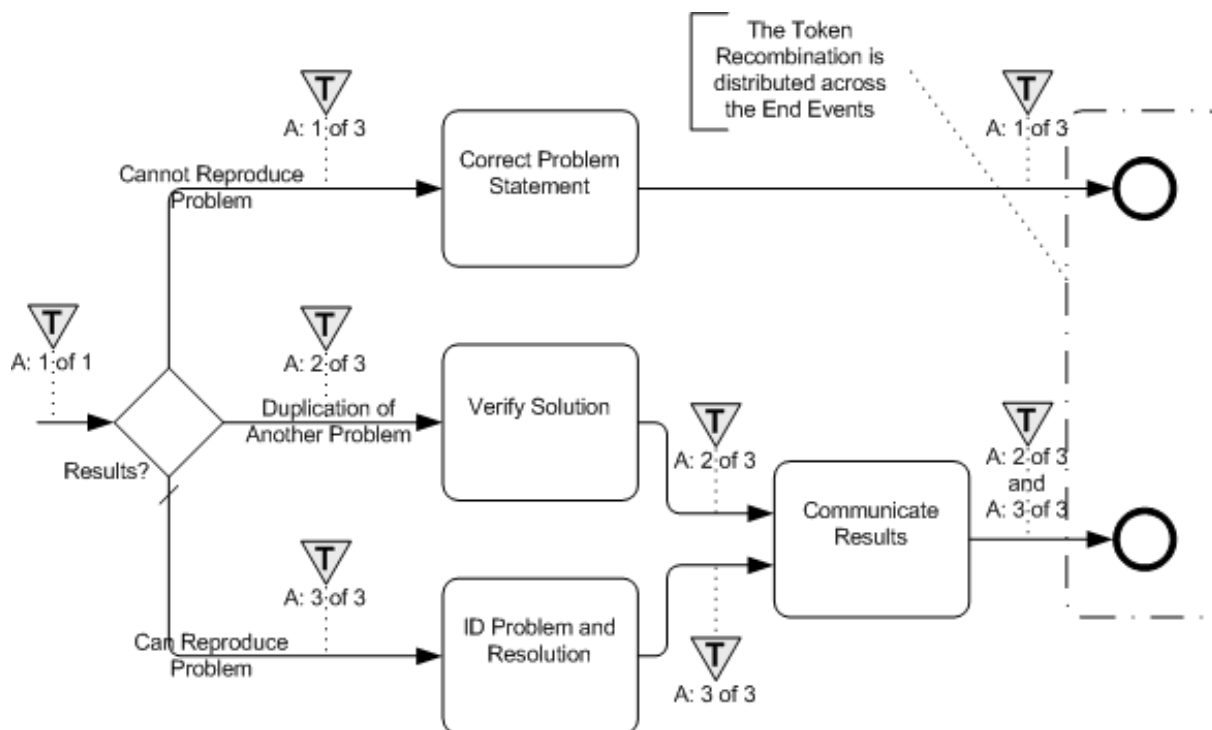 The Token
Recombination is
distributed across
the End Events
T
A: 1 of 3
T
A: 1 of 3
Correct Problem
Statement
Cannot Reproduce
Problem
T
A: 1 of 1
T
A: 2 of 3
Duplication of
Another Problem
Verify Solution
Results?
T
A: 2 of 3
T
A: 2 of 3
and
A: 3 of 3
Communicate
Results
T
A: 3 of 3
Can Reproduce
Problem
ID Problem and
Resolution
T
A: 3 of 3